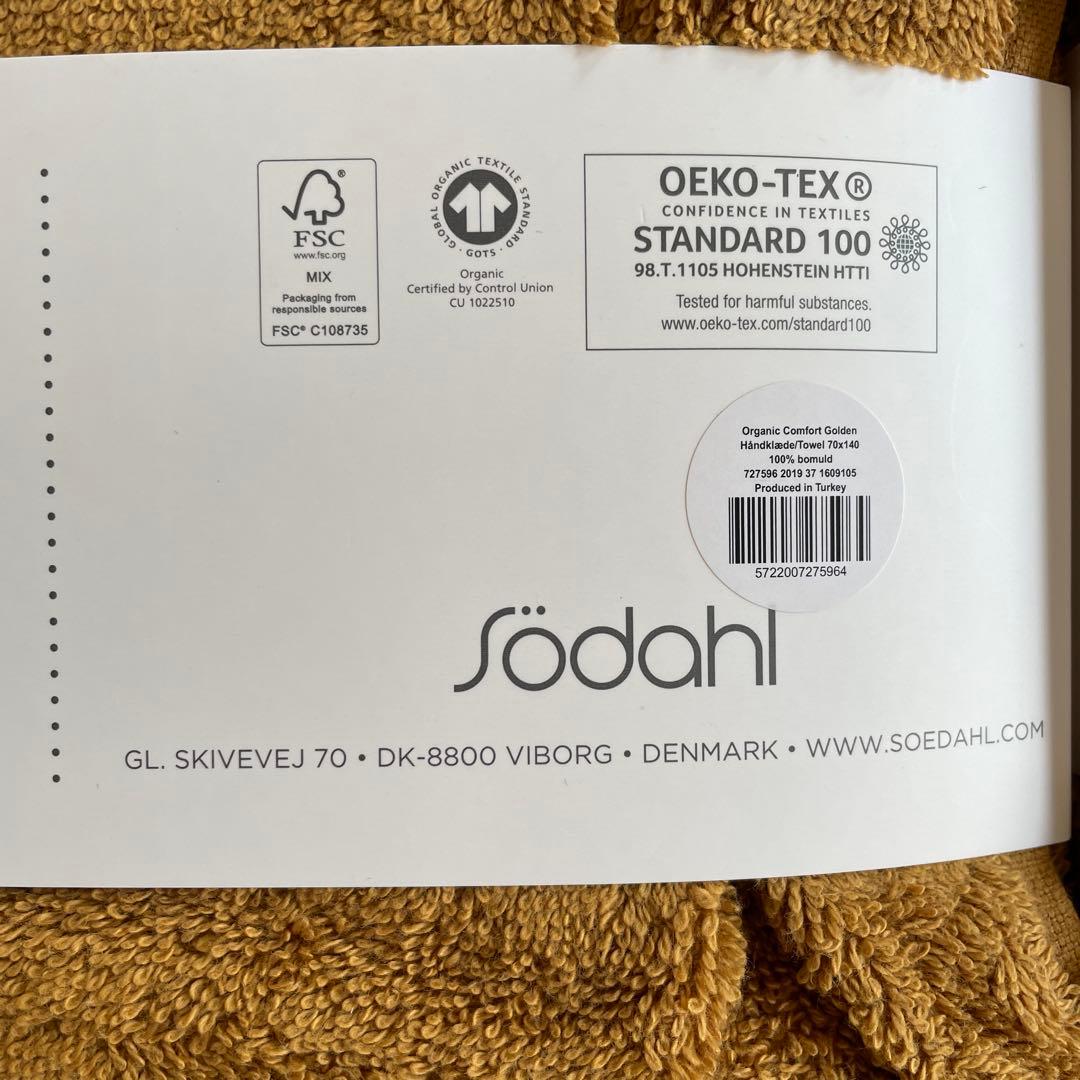 FSC®
www.fsc.org
MIX
Packaging from
responsible sources
FSC® C108735
GLOBAL ORGANIC TEXTILE STANDARD · GOTS ·
Organic
Certified by Control Union
CU 1022510
OEKO-TEX®
CONFIDENCE IN TEXTILES
STANDARD 100
98.T.1105 HOHENSTEIN HTTI
Tested for harmful substances.
www.oeko-tex.com/standard100
Organic Comfort Golden
Håndklæde/Towel 70x140
100% bomuld
727596 2019 37 1609105
Produced in Turkey
5722007275964
Södahl
GL. SKIVEVEJ 70 • DK-8800 VIBORG • DENMARK • WWW.SOEDAHL.COM